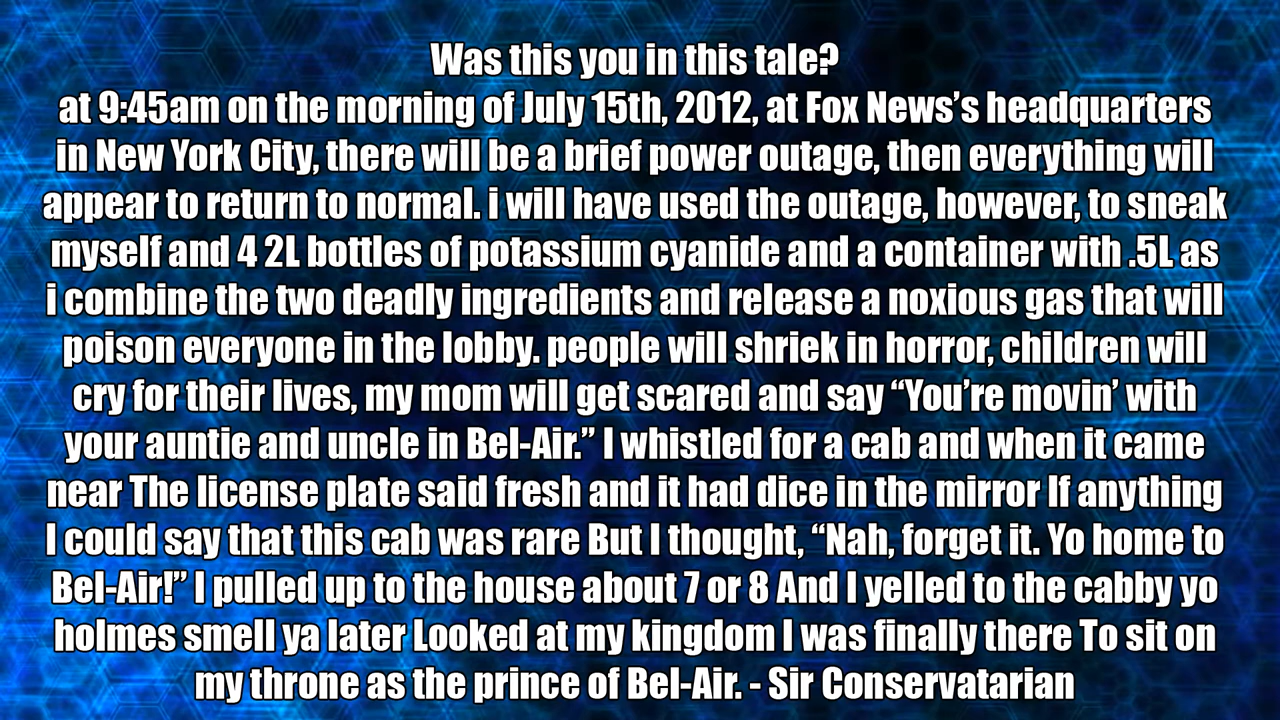 Was this you in this tale?
at 9:45am on the morning of July 15th, 2012, at Fox News’s headquarters
in New York City, there will be a brief power outage, then everything will
appear to return to normal. i will have used the outage, however, to sneak
myself and 4 2L bottles of potassium cyanide and a container with .5L as
i combine the two deadly ingredients and release a noxious gas that will
poison everyone in the lobby. people will shriek in horror, children will
cry for their lives, my mom will get scared and say “You’re movin’ with
your auntie and uncle in Bel-Air.” I whistled for a cab and when it came
near The license plate said fresh and it had dice in the mirror If anything
I could say that this cab was rare But I thought, “Nah, forget it. Yo home to
Bel-Air!” I pulled up to the house about 7 or 8 And I yelled to the cabby yo
holmes smell ya later Looked at my kingdom I was finally there To sit on
my throne as the prince of Bel-Air. - Sir Conservatarian